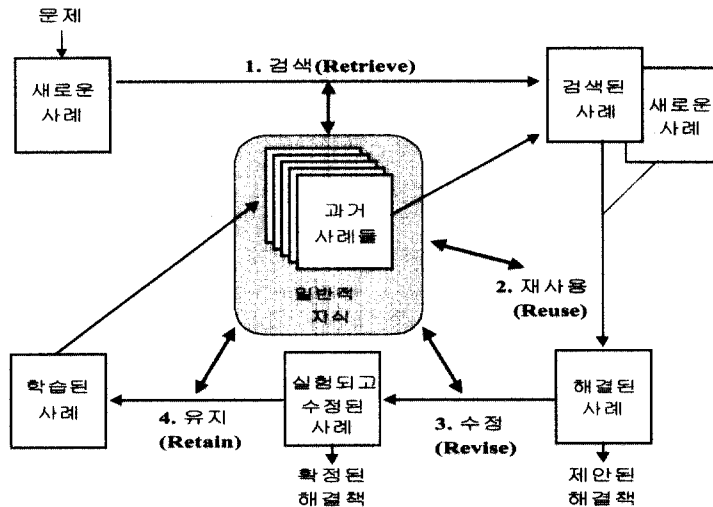 문제
새로운
사례
1. 검색(Retrieve)
검색된
사례
새로운
사례
과거
사례들
일반적
지식
2. 재사용
(Reuse)
학습된
사례
4. 유지
(Retain)
실험되고
수정된
사례
3. 수정
(Revise)
해결된
사례
확정된
해결책
제안된
해결책